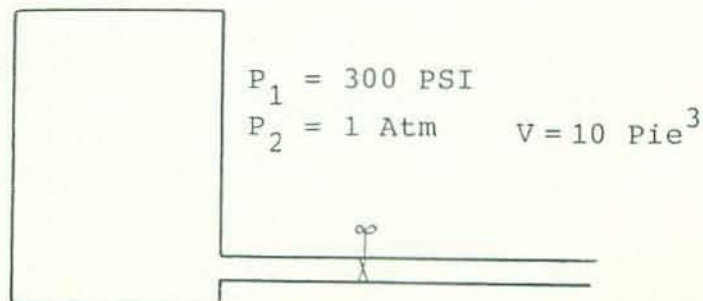 P₁ = 300 PSI
P₂ = 1 Atm V = 10 Pie³